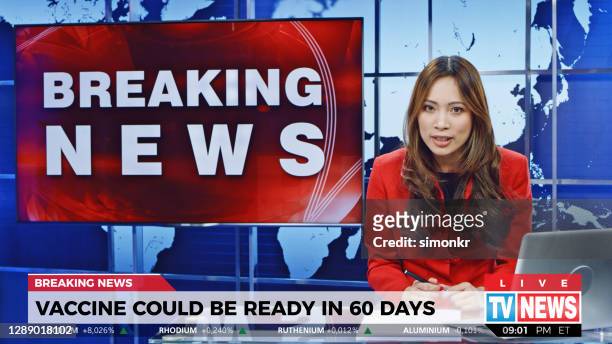 BREAKING
NEWS
gettyimages
Credit: simonkr
BREAKING NEWS
VACCINE COULD BE READY IN 60 DAYS
LIVE
TV NEWS
1289018102
+8,026% RHODIUM +0,240% RUTHENIUM +0,012% ALUMINIUM -0,101% 09:01 PM ET